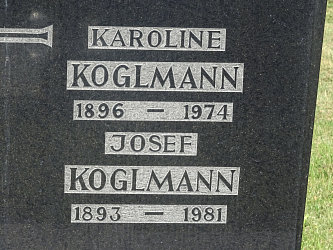 KAROLINE
KOGLMANN
1896 — 1974
JOSEF
KOGLMANN
1893 — 1981